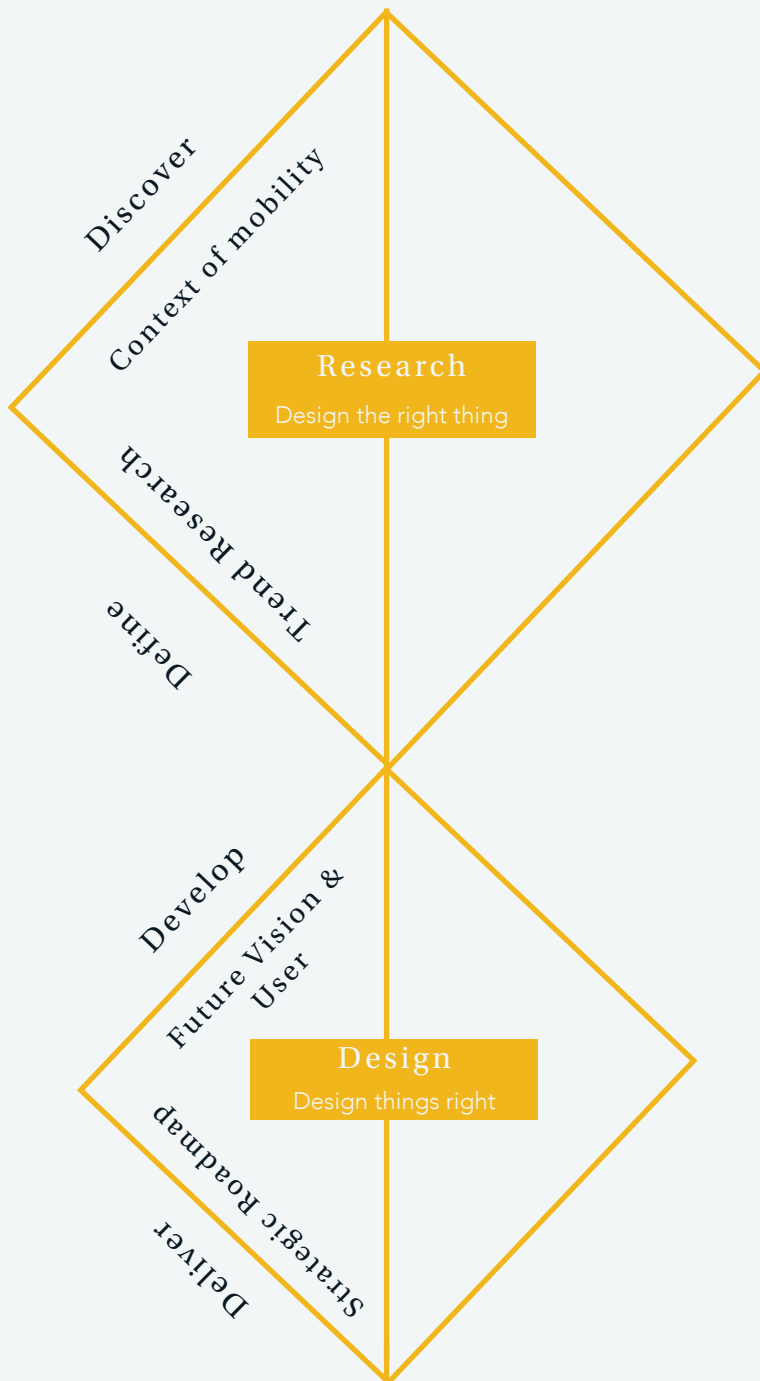 Discover
Context of mobility
Research
Design the right thing
Trend Research
Define
Develop
Future Vision &
User
Design
Design things right
Strategic Roadmap
Deliver